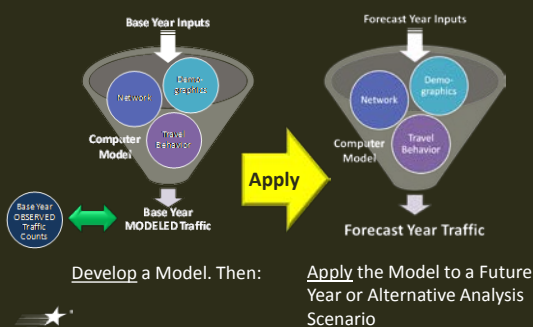 Base Year Inputs
Network
Demo-
graphics
Travel
Behavior
Computer
Model
Base Year
OBSERVED
Traffic
Counts
Base Year
MODELED Traffic
Develop a Model. Then:
Apply
Forecast Year Inputs
Network
Demo-
graphics
Travel
Behavior
Computer
Model
Forecast Year Traffic
Apply the Model to a Future
Year or Alternative Analysis
Scenario